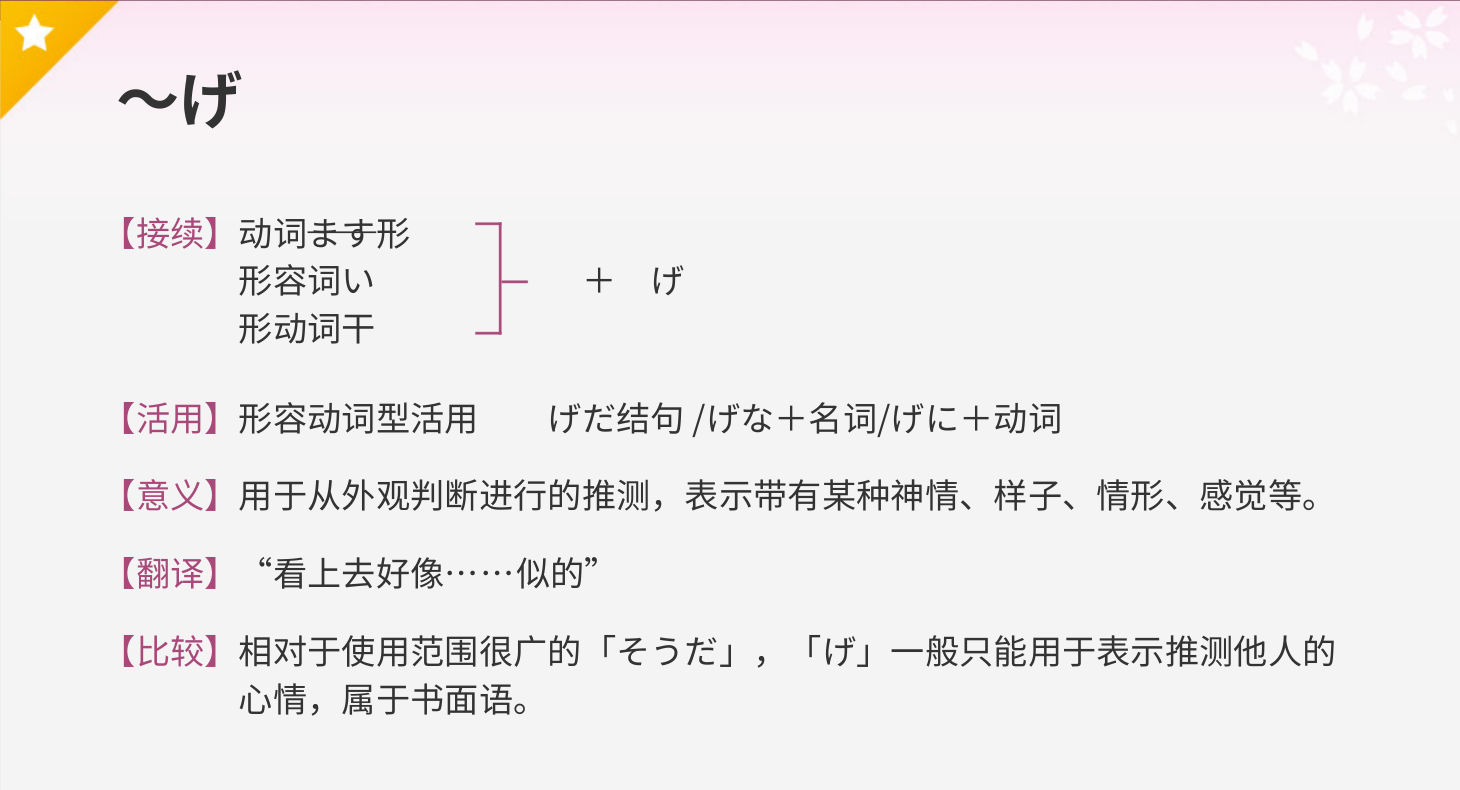 ～げ
【接续】动词ます形
形容词い
形动词干
＋　げ
【活用】形容动词型活用　　げだ结句 /げな＋名词/げに＋动词
【意义】用于从外观判断进行的推测，表示带有某种神情、样子、情形、感觉等。
【翻译】“看上去好像……似的”
【比较】相对于使用范围很广的「そうだ」，「げ」一般只能用于表示推测他人的
心情，属于书面语。